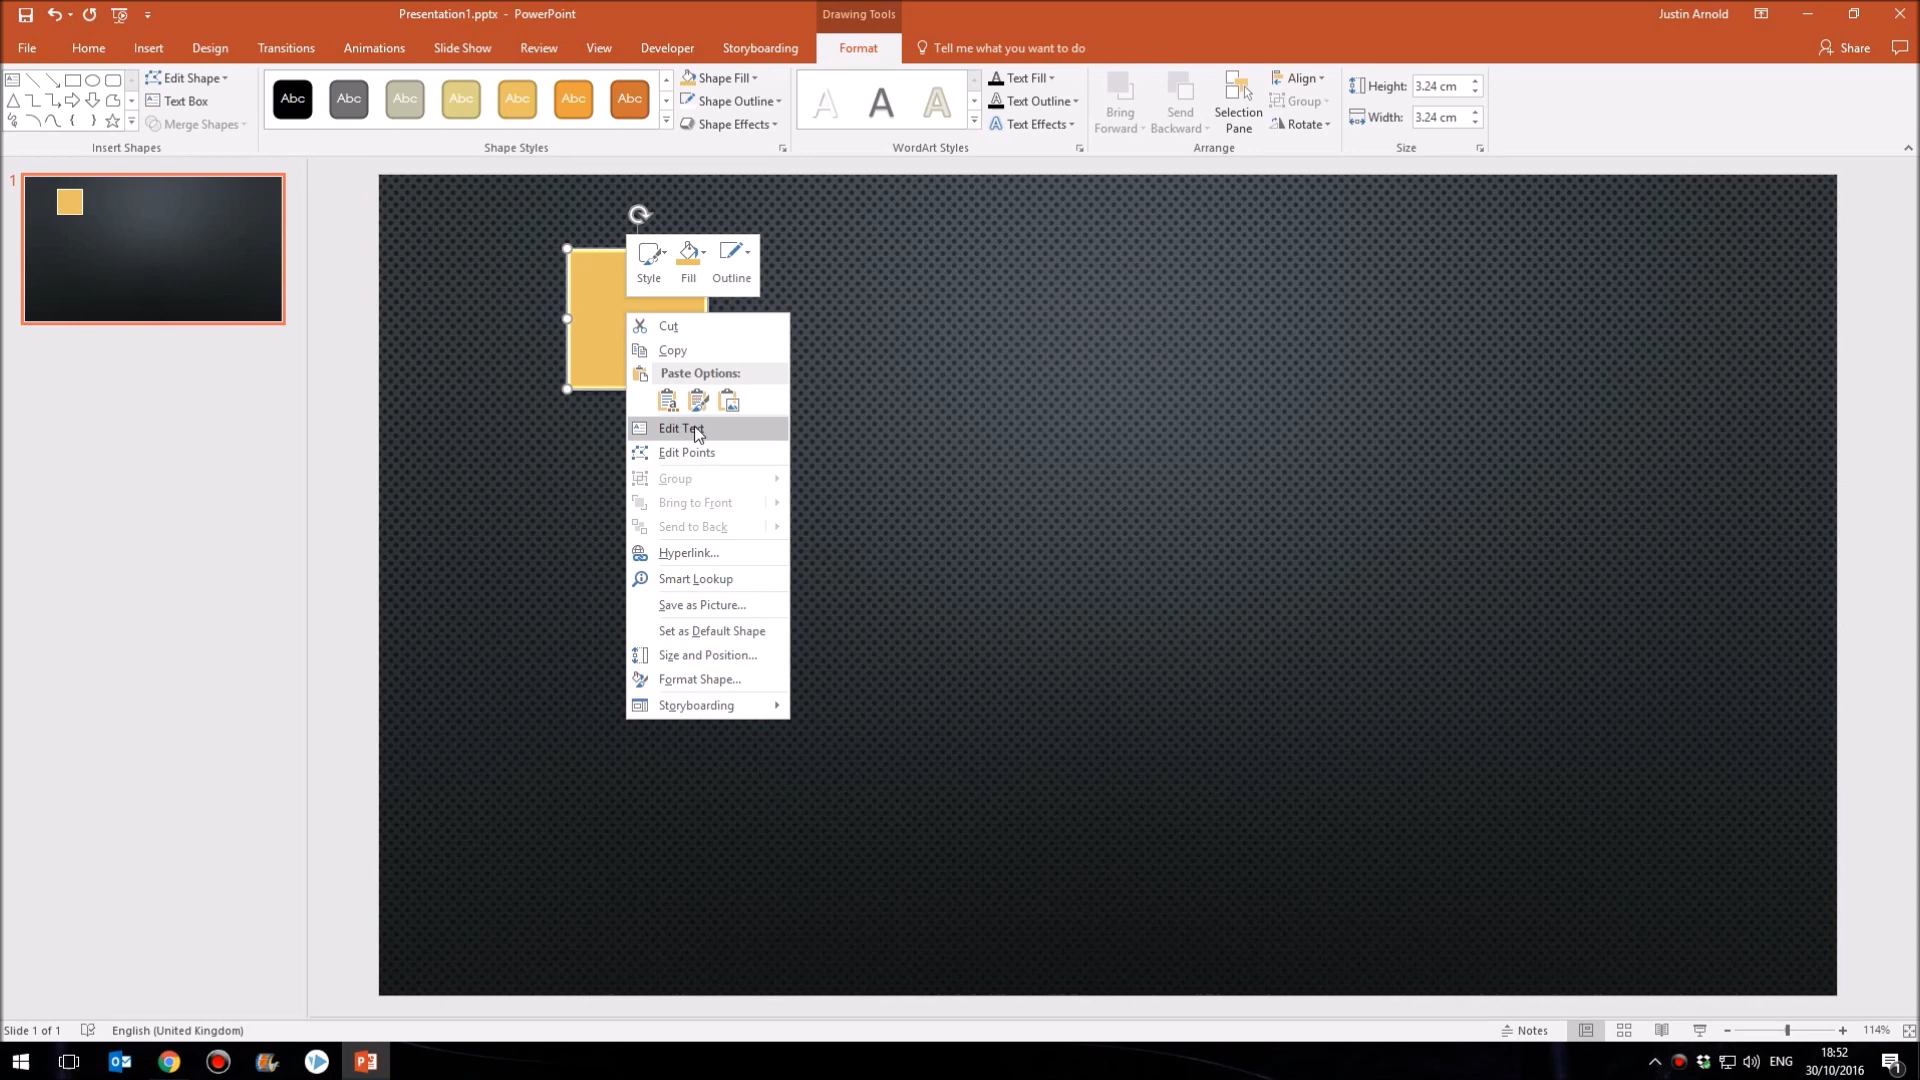 Presentation1.pptx - PowerPoint
Drawing Tools
Justin Arnold
File Home Insert Design Transitions Animations Slide Show Review View Developer Storyboarding Format Tell me what you want to do Share
Edit Shape
Text Box
Merge Shapes
Insert Shapes
Abc Abc Abc Abc Abc Abc Abc
Shape Fill
Shape Outline
Shape Effects
Shape Styles
A A A
Text Fill
Text Outline
Text Effects
WordArt Styles
Bring Forward
Send Backward
Selection Pane
Align
Group
Rotate
Arrange
Height: 3.24 cm
Width: 3.24 cm
Size
1
Style Fill Outline
Cut
Copy
Paste Options:
Edit Text
Edit Points
Group
Bring to Front
Send to Back
Hyperlink...
Smart Lookup
Save as Picture...
Set as Default Shape
Size and Position...
Format Shape...
Storyboarding
Slide 1 of 1 English (United Kingdom) Notes 114%
ENG
18:52
30/10/2016
1